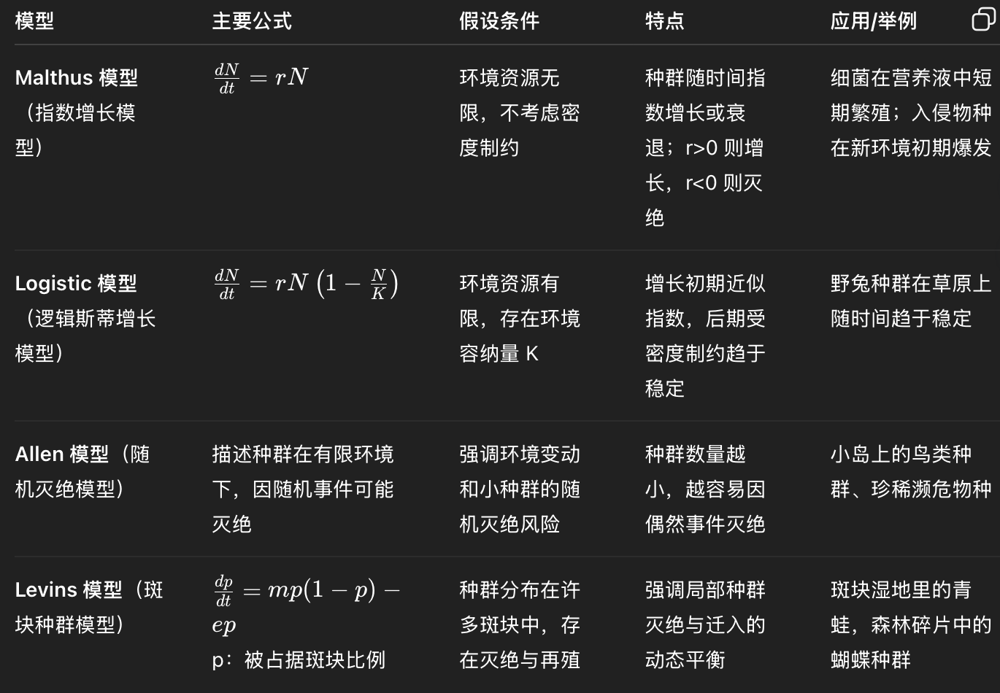 模型 主要公式 假设条件 特点 应用/举例
Malthus 模型
（指数增长模
型）
dN/dt = rN
环境资源无
限，不考虑密
度制约
种群随时间指
数增长或衰
退；r>0 则增
长，r<0 则灭
绝
细菌在营养液中短
期繁殖；入侵物种
在新环境初期爆发
Logistic 模型
（逻辑斯蒂增长
模型）
dN/dt = rN (1 − N/K)
环境资源有
限，存在环境
容纳量 K
增长初期近似
指数，后期受
密度制约趋于
稳定
野兔种群在草原上
随时间趋于稳定
Allen 模型（随
机灭绝模型）
描述种群在有限环境
下，因随机事件可能
灭绝
强调环境变动
和小种群的随
机灭绝风险
种群数量越
小，越容易因
偶然事件灭绝
小岛上的鸟类种
群、珍稀濒危物种
Levins 模型（斑
块种群模型）
dp/dt = mp(1 − p) −
ep
p：被占据斑块比例
种群分布在许
多斑块中，存
在灭绝与再殖
强调局部种群
灭绝与迁入的
动态平衡
斑块湿地里的青
蛙，森林碎片中的
蝴蝶种群